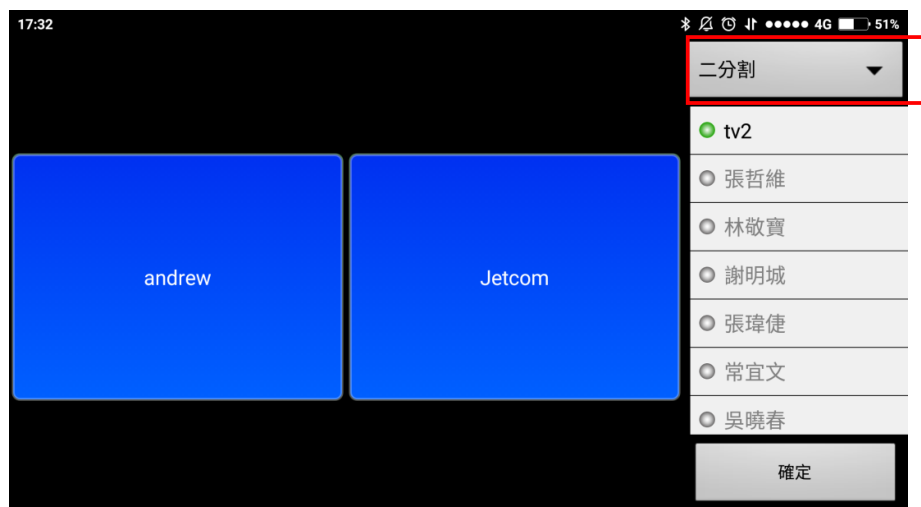 17:32
4G 51%
二分割
tv2
張哲維
林敬寶
謝明城
張瑋倢
常宜文
吳曉春
andrew
Jetcom
確定